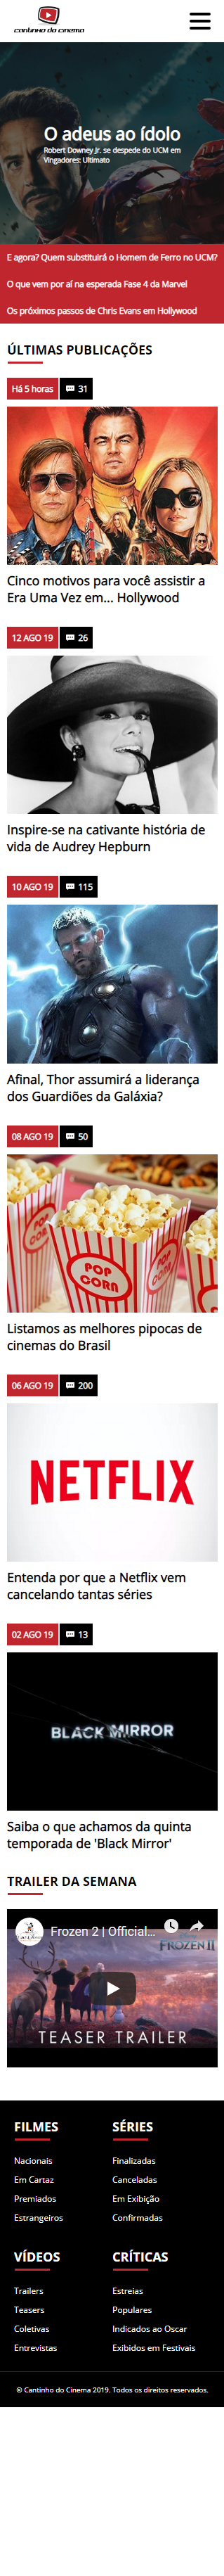 cantinho do cinema
O adeus ao ídolo
Robert Downey Jr. se despede do UCM em
Vingadores: Ultimato
E agora? Quem substituirá o Homem de Ferro no UCM?
O que vem por aí na esperada Fase 4 da Marvel
Os próximos passos de Chris Evans em Hollywood
ÚLTIMAS PUBLICAÇÕES
Há 5 horas 31
Cinco motivos para você assistir a
Era Uma Vez em... Hollywood
12 AGO 19 26
Inspire-se na cativante história de
vida de Audrey Hepburn
10 AGO 19 115
Afinal, Thor assumirá a liderança
dos Guardiões da Galáxia?
08 AGO 19 50
POP CORN
POP CORN
Listamos as melhores pipocas de
cinemas do Brasil
06 AGO 19 200
NETFLIX
Entenda por que a Netflix vem
cancelando tantas séries
02 AGO 19 13
BLACK MIRROR
Saiba o que achamos da quinta
temporada de 'Black Mirror'
TRAILER DA SEMANA
Frozen 2 | Official...
FROZEN II
TEASER TRAILER
FILMES
Nacionais
Em Cartaz
Premiados
Estrangeiros
SÉRIES
Finalizadas
Canceladas
Em Exibição
Confirmadas
VÍDEOS
Trailers
Teasers
Coletivas
Entrevistas
CRÍTICAS
Estreias
Populares
Indicados ao Oscar
Exibidos em Festivais
© Cantinho do Cinema 2019. Todos os direitos reservados.